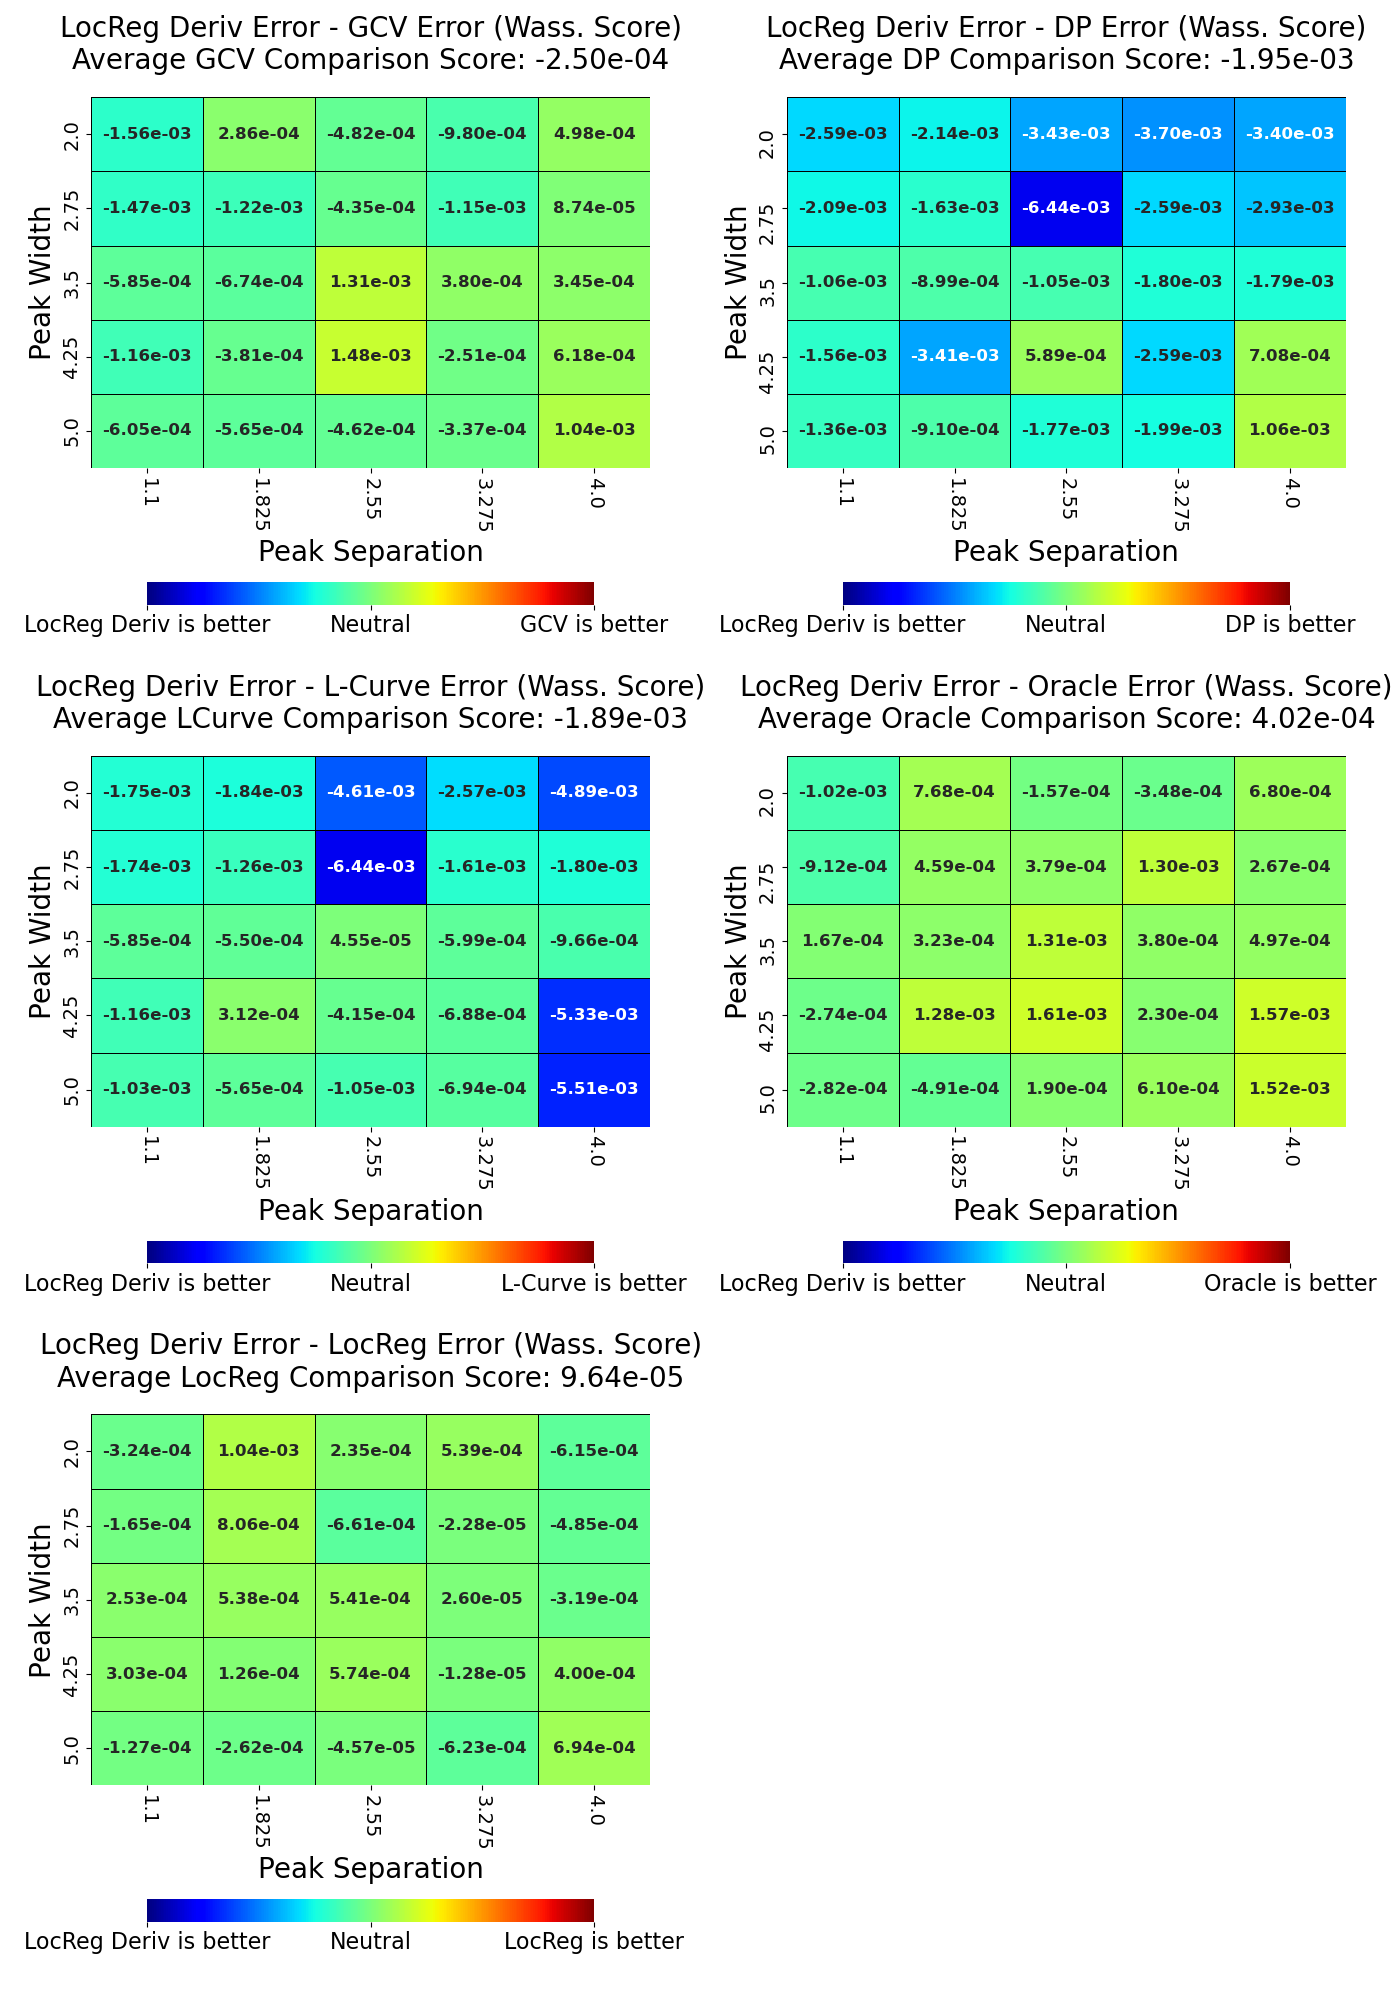 LocReg Deriv Error - GCV Error (Wass. Score)
Average GCV Comparison Score: -2.50e-04
Peak Width
2.0 -1.56e-03 2.86e-04 -4.82e-04 -9.80e-04 4.98e-04
2.75 -1.47e-03 -1.22e-03 -4.35e-04 -1.15e-03 8.74e-05
3.5 -5.85e-04 -6.74e-04 1.31e-03 3.80e-04 3.45e-04
4.25 -1.16e-03 -3.81e-04 1.48e-03 -2.51e-04 6.18e-04
5.0 -6.05e-04 -5.65e-04 -4.62e-04 -3.37e-04 1.04e-03
1.1 1.825 2.55 3.275 4.0
Peak Separation
LocReg Deriv is better Neutral GCV is better
LocReg Deriv Error - DP Error (Wass. Score)
Average DP Comparison Score: -1.95e-03
Peak Width
2.0 -2.59e-03 -2.14e-03 -3.43e-03 -3.70e-03 -3.40e-03
2.75 -2.09e-03 -1.63e-03 -6.44e-03 -2.59e-03 -2.93e-03
3.5 -1.06e-03 -8.99e-04 -1.05e-03 -1.80e-03 -1.79e-03
4.25 -1.56e-03 -3.41e-03 5.89e-04 -2.59e-03 7.08e-04
5.0 -1.36e-03 -9.10e-04 -1.77e-03 -1.99e-03 1.06e-03
1.1 1.825 2.55 3.275 4.0
Peak Separation
LocReg Deriv is better Neutral DP is better
LocReg Deriv Error - L-Curve Error (Wass. Score)
Average LCurve Comparison Score: -1.89e-03
Peak Width
2.0 -1.75e-03 -1.84e-03 -4.61e-03 -2.57e-03 -4.89e-03
2.75 -1.74e-03 -1.26e-03 -6.44e-03 -1.61e-03 -1.80e-03
3.5 -5.85e-04 -5.50e-04 4.55e-05 -5.99e-04 -9.66e-04
4.25 -1.16e-03 3.12e-04 -4.15e-04 -6.88e-04 -5.33e-03
5.0 -1.03e-03 -5.65e-04 -1.05e-03 -6.94e-04 -5.51e-03
1.1 1.825 2.55 3.275 4.0
Peak Separation
LocReg Deriv is better Neutral L-Curve is better
LocReg Deriv Error - Oracle Error (Wass. Score)
Average Oracle Comparison Score: 4.02e-04
Peak Width
2.0 -1.02e-03 7.68e-04 -1.57e-04 -3.48e-04 6.80e-04
2.75 -9.12e-04 4.59e-04 3.79e-04 1.30e-03 2.67e-04
3.5 1.67e-04 3.23e-04 1.31e-03 3.80e-04 4.97e-04
4.25 -2.74e-04 1.28e-03 1.61e-03 2.30e-04 1.57e-03
5.0 -2.82e-04 -4.91e-04 1.90e-04 6.10e-04 1.52e-03
1.1 1.825 2.55 3.275 4.0
Peak Separation
LocReg Deriv is better Neutral Oracle is better
LocReg Deriv Error - LocReg Error (Wass. Score)
Average LocReg Comparison Score: 9.64e-05
Peak Width
2.0 -3.24e-04 1.04e-03 2.35e-04 5.39e-04 -6.15e-04
2.75 -1.65e-04 8.06e-04 -6.61e-04 -2.28e-05 -4.85e-04
3.5 2.53e-04 5.38e-04 5.41e-04 2.60e-05 -3.19e-04
4.25 3.03e-04 1.26e-04 5.74e-04 -1.28e-05 4.00e-04
5.0 -1.27e-04 -2.62e-04 -4.57e-05 -6.23e-04 6.94e-04
1.1 1.825 2.55 3.275 4.0
Peak Separation
LocReg Deriv is better Neutral LocReg is better